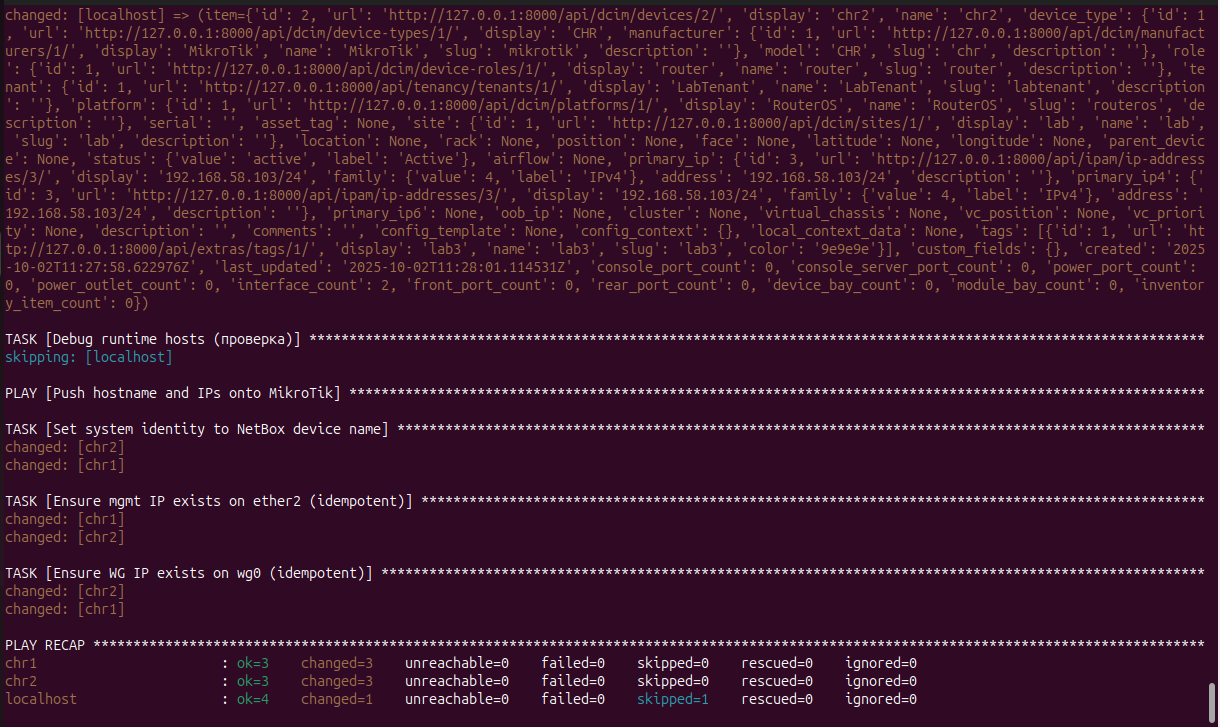 changed: [localhost] => (item={'id': 2, 'url': 'http://127.0.0.1:8000/api/dcim/devices/2/', 'display': 'chr2', 'name': 'chr2', 'device_type': {'id': 1
, 'url': 'http://127.0.0.1:8000/api/dcim/device-types/1/', 'display': 'CHR', 'manufacturer': {'id': 1, 'url': 'http://127.0.0.1:8000/api/dcim/manufact
urers/1/', 'display': 'MikroTik', 'name': 'MikroTik', 'slug': 'mikrotik', 'description': ''}, 'model': 'CHR', 'slug': 'chr', 'description': ''}, 'role
': {'id': 1, 'url': 'http://127.0.0.1:8000/api/dcim/device-roles/1/', 'display': 'router', 'name': 'router', 'slug': 'router', 'description': ''}, 'te
nant': {'id': 1, 'url': 'http://127.0.0.1:8000/api/tenancy/tenants/1/', 'display': 'LabTenant', 'name': 'LabTenant', 'slug': 'labtenant', 'description
': ''}, 'platform': {'id': 1, 'url': 'http://127.0.0.1:8000/api/dcim/platforms/1/', 'display': 'RouterOS', 'name': 'RouterOS', 'slug': 'routeros', 'de
scription': ''}, 'serial': '', 'asset_tag': None, 'site': {'id': 1, 'url': 'http://127.0.0.1:8000/api/dcim/sites/1/', 'display': 'lab', 'name': 'lab',
 'slug': 'lab', 'description': ''}, 'location': None, 'rack': None, 'position': None, 'face': None, 'latitude': None, 'longitude': None, 'parent_devic
e': None, 'status': {'value': 'active', 'label': 'Active'}, 'airflow': None, 'primary_ip': {'id': 3, 'url': 'http://127.0.0.1:8000/api/ipam/ip-address
es/3/', 'display': '192.168.58.103/24', 'family': {'value': 4, 'label': 'IPv4'}, 'address': '192.168.58.103/24', 'description': ''}, 'primary_ip4': {'
id': 3, 'url': 'http://127.0.0.1:8000/api/ipam/ip-addresses/3/', 'display': '192.168.58.103/24', 'family': {'value': 4, 'label': 'IPv4'}, 'address': '
192.168.58.103/24', 'description': ''}, 'primary_ip6': None, 'oob_ip': None, 'cluster': None, 'virtual_chassis': None, 'vc_position': None, 'vc_priori
ty': None, 'description': '', 'comments': '', 'config_template': None, 'config_context': {}, 'local_context_data': None, 'tags': [{'id': 1, 'url': 'ht
tp://127.0.0.1:8000/api/extras/tags/1/', 'display': 'lab3', 'name': 'lab3', 'slug': 'lab3', 'color': '9e9e9e'}], 'custom_fields': {}, 'created': '2025
-10-02T11:27:58.622976Z', 'last_updated': '2025-10-02T11:28:01.114531Z', 'console_port_count': 0, 'console_server_port_count': 0, 'power_port_count':
0, 'power_outlet_count': 0, 'interface_count': 2, 'front_port_count': 0, 'rear_port_count': 0, 'device_bay_count': 0, 'module_bay_count': 0, 'inventor
y_item_count': 0})
TASK [Debug runtime hosts (проверка)] ****************************************************************************************************************
skipping: [localhost]
PLAY [Push hostname and IPs onto MikroTik] ***********************************************************************************************************
TASK [Set system identity to NetBox device name] *****************************************************************************************************
changed: [chr2]
changed: [chr1]
TASK [Ensure mgmt IP exists on ether2 (idempotent)] **************************************************************************************************
changed: [chr1]
changed: [chr2]
TASK [Ensure WG IP exists on wg0 (idempotent)] *******************************************************************************************************
changed: [chr2]
changed: [chr1]
PLAY RECAP *******************************************************************************************************************************************
chr1                       : ok=3    changed=3    unreachable=0    failed=0    skipped=0    rescued=0    ignored=0
chr2                       : ok=3    changed=3    unreachable=0    failed=0    skipped=0    rescued=0    ignored=0
localhost                  : ok=4    changed=1    unreachable=0    failed=0    skipped=1    rescued=0    ignored=0